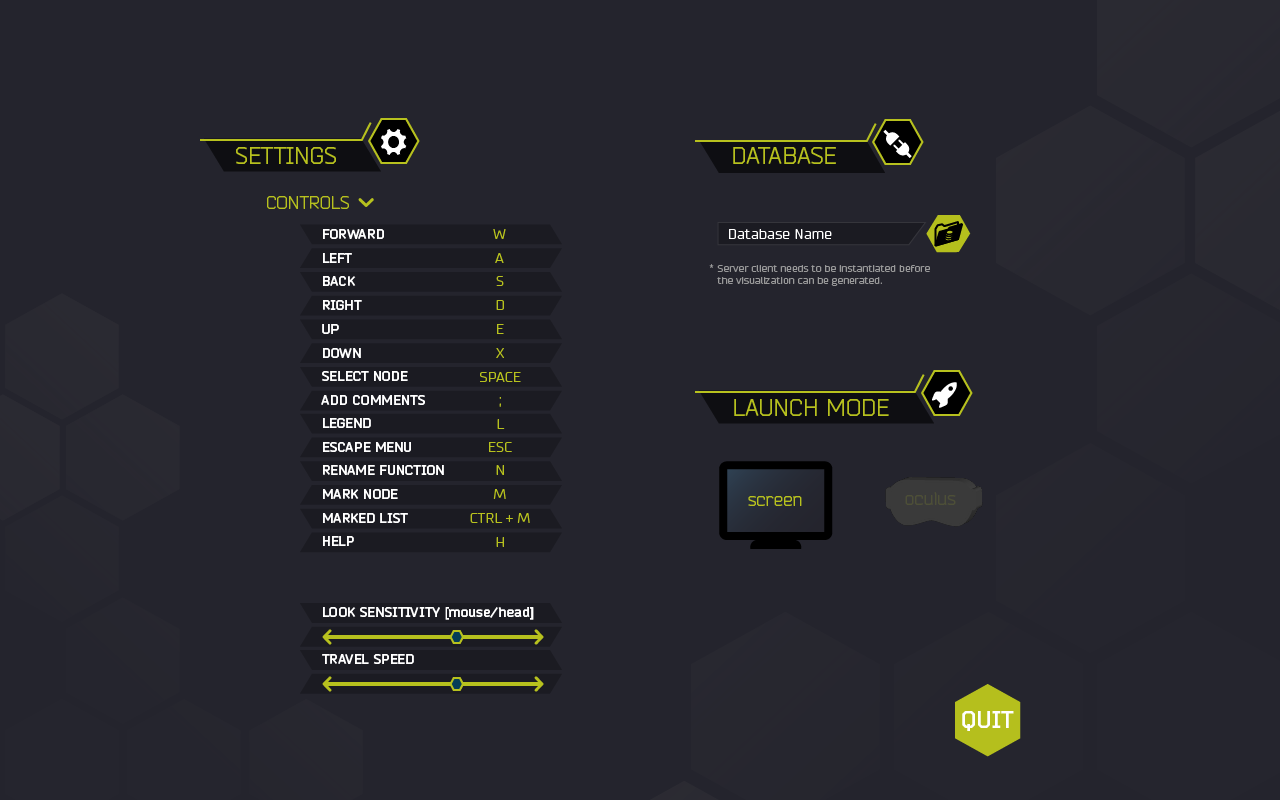 SETTINGS
CONTROLS
FORWARD W
LEFT A
BACK S
RIGHT D
UP E
DOWN X
SELECT NODE SPACE
ADD COMMENTS ;
LEGEND L
ESCAPE MENU ESC
RENAME FUNCTION N
MARK NODE M
MARKED LIST CTRL + M
HELP H
LOOK SENSITIVITY [mouse/head]
TRAVEL SPEED
DATABASE
Database Name
* Server client needs to be instantiated before
the visualization can be generated.
LAUNCH MODE
screen
oculus
QUIT